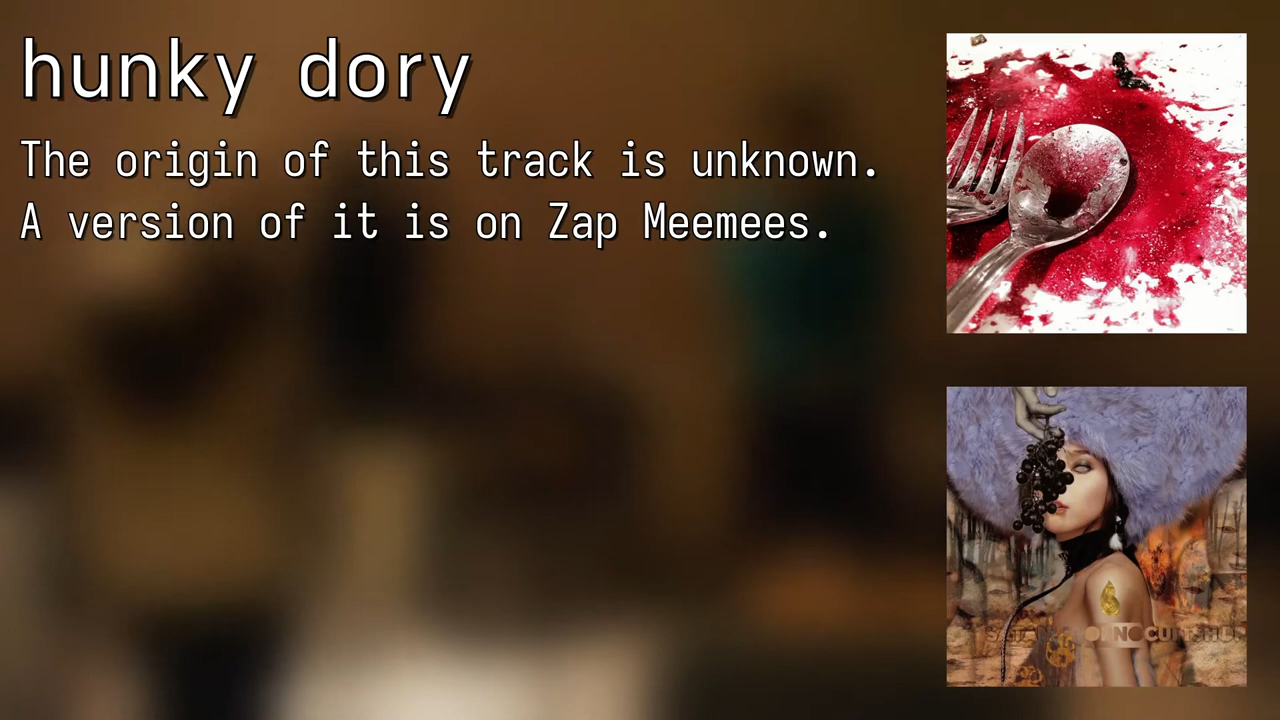 hunky dory
The origin of this track is unknown.
A version of it is on Zap Meemees.